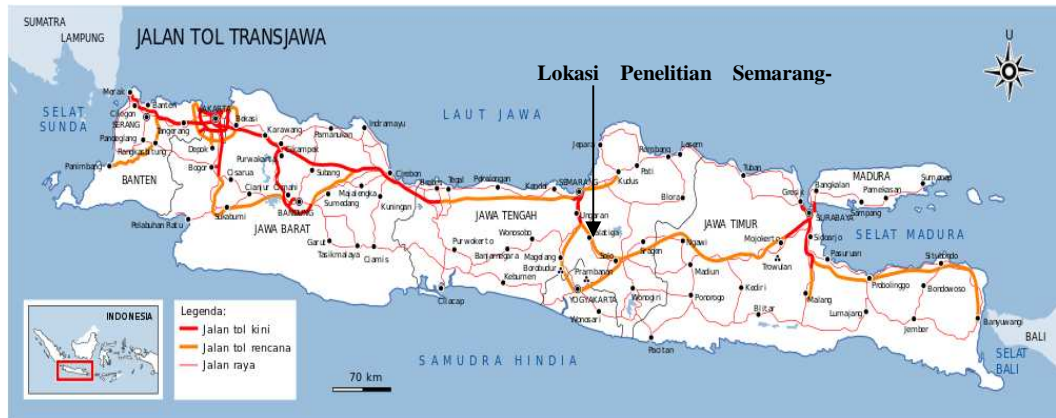 SUMATRA
LAMPUNG
JALAN TOL TRANSJAWA
U
Lokasi Penelitian Semarang-
SELAT
SUNDA
LAUT JAWA
Merak
Banten
Cilegon
SERANG
Tangerang
JAKARTA
Bekasi
Karawang
Pamanukan
Indramayu
Pandeglang
Rangkasbitung
Depok
Purwakarta
Cikampek
Panimbang
Bogor
Cisarua
Subang
Cirebon
BANTEN
Cianjur
Cimahi
Majalengka
Sumedang
Kuningan
BANDUNG
Sukabumi
Pelabuhan Ratu
JAWA BARAT
Garut
Tasikmalaya
Ciamis
Brebes
Tegal
Pekalongan
Kendal
SEMARANG
Jepara
Rembang
Lasem
Pati
Kudus
Blora
Tuban
JAWA TENGAH
Ungaran
Salatiga
Wonosobo
Purwokerto
Banjarnegara
Magelang
Borobudur
Kebumen
Cilacap
Solo
Sragen
Prambanan
YOGYAKARTA
Wonosari
Wonogiri
Pacitan
JAWA TIMUR
Ngawi
Madiun
Ponorogo
Kediri
Blitar
Mojokerto
Trowulan
Gresik
SURABAYA
Sidoarjo
Pasuruan
Malang
Lumajang
Probolinggo
Jember
Bondowoso
Situbondo
Banyuwangi
MADURA
Bangkalan
Sampang
Pamekasan
Sumenep
SELAT MADURA
SAMUDRA HINDIA
BALI
SELAT
BALI
INDONESIA
Legenda:
Jalan tol kini
Jalan tol rencana
Jalan raya
70 km